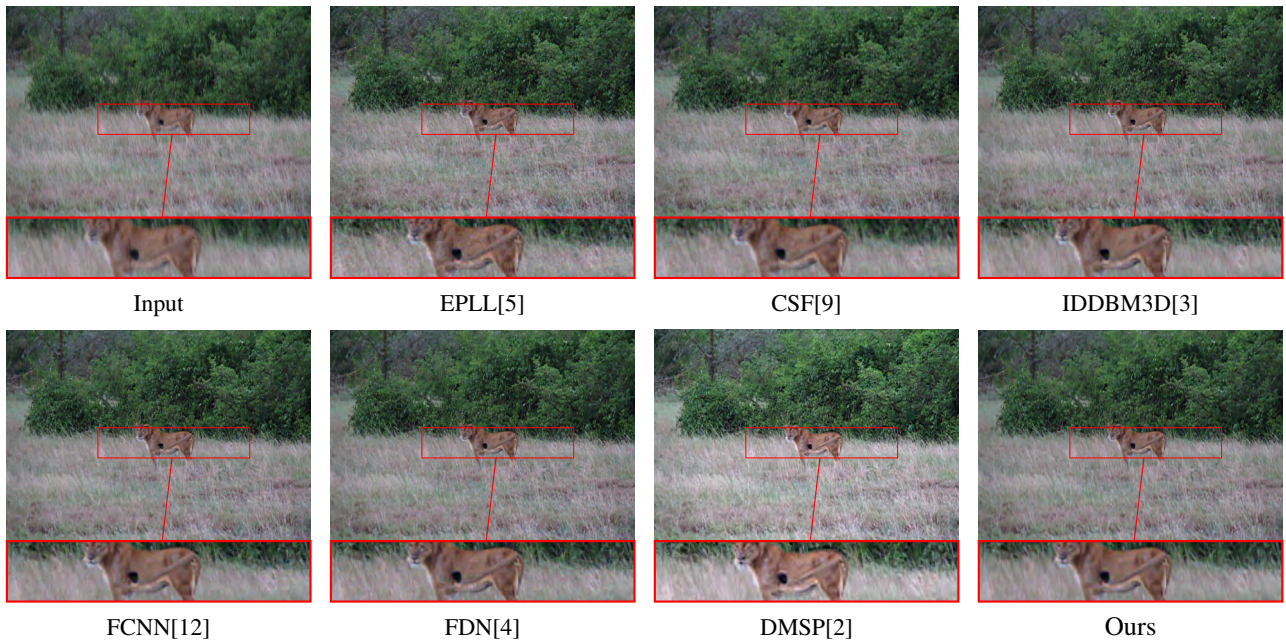 Input EPLL[5] CSF[9] IDDBM3D[3]
FCNN[12] FDN[4] DMSP[2] Ours